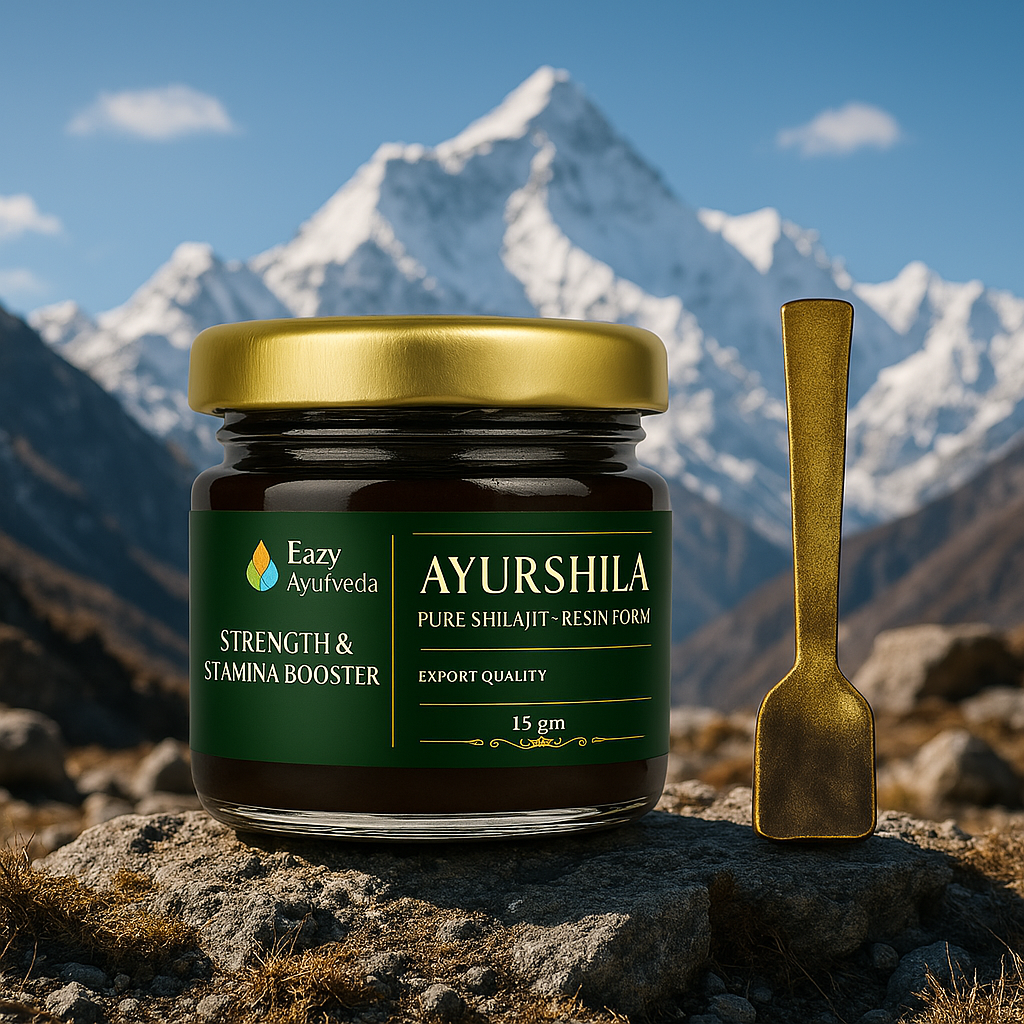 Eazy
Ayufveda
STRENGTH &
STAMINA BOOSTER
AYURSHILA
PURE SHILAJIT ~ RESIN FORM
EXPORT QUALITY
15 gm